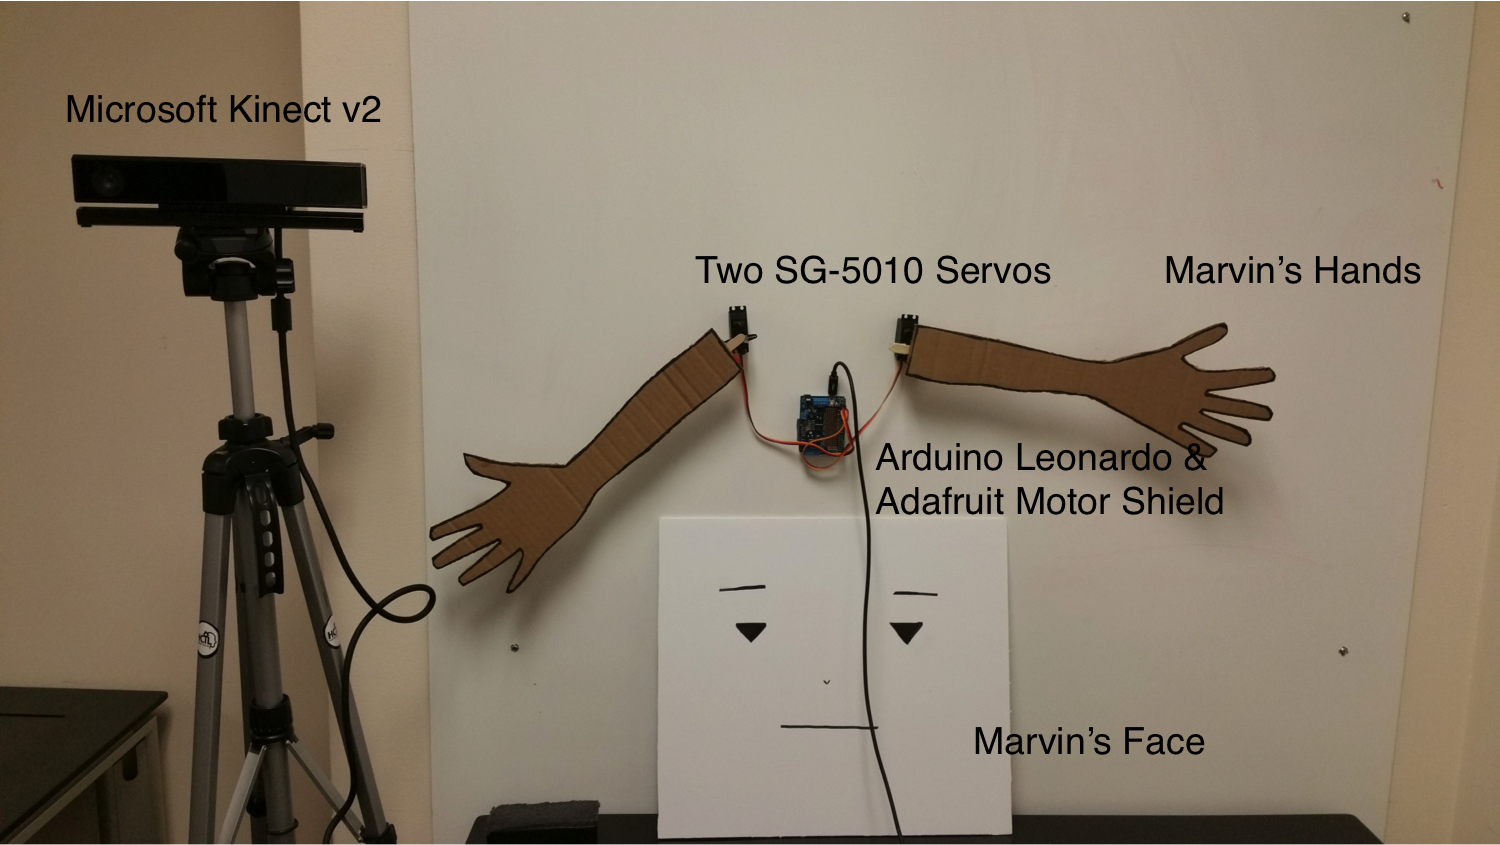 Microsoft Kinect v2
Two SG-5010 Servos
Marvin's Hands
Arduino Leonardo &
Adafruit Motor Shield
Marvin's Face